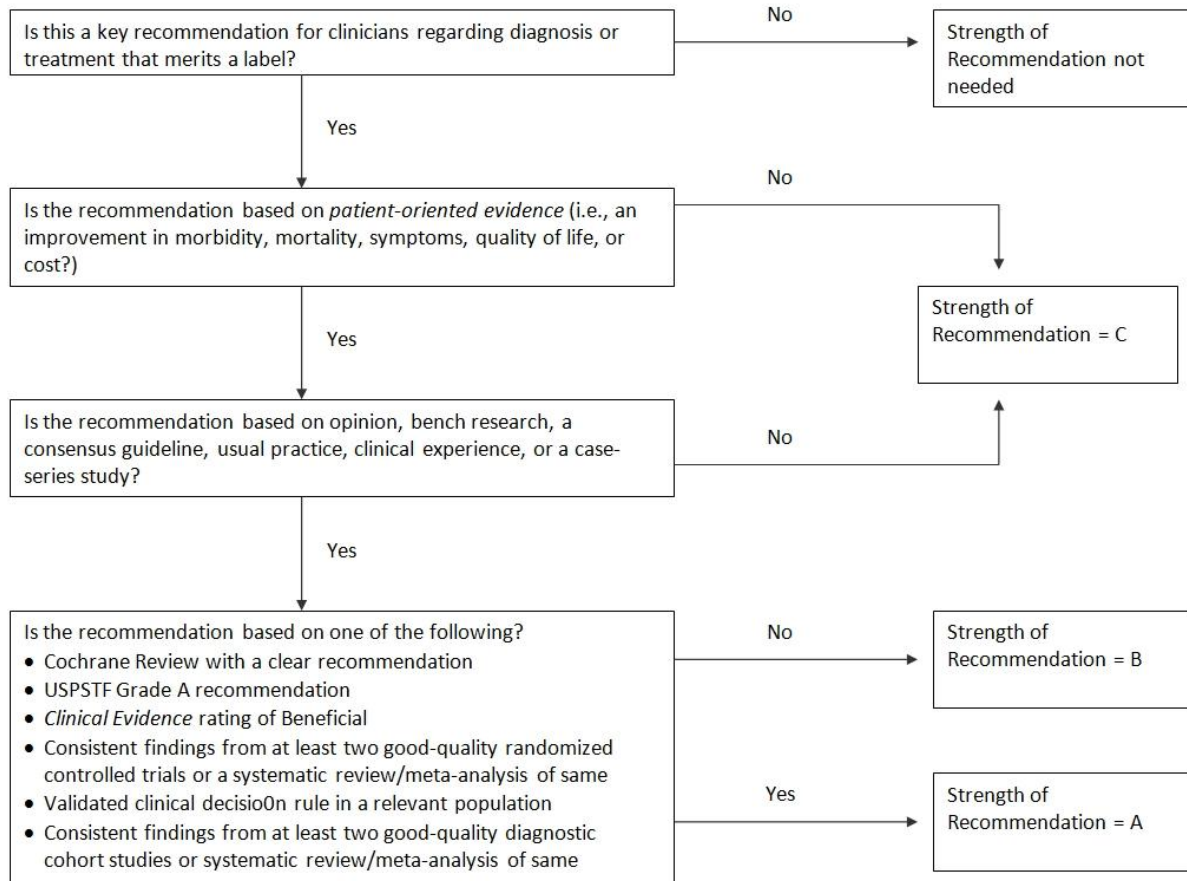 Is this a key recommendation for clinicians regarding diagnosis or
treatment that merits a label?
No
Strength of
Recommendation not
needed
Yes
Is the recommendation based on patient-oriented evidence (i.e., an
improvement in morbidity, mortality, symptoms, quality of life, or
cost?)
No
Strength of
Recommendation = C
Yes
Is the recommendation based on opinion, bench research, a
consensus guideline, usual practice, clinical experience, or a case-
series study?
No
Yes
Is the recommendation based on one of the following?
• Cochrane Review with a clear recommendation
• USPSTF Grade A recommendation
• Clinical Evidence rating of Beneficial
• Consistent findings from at least two good-quality randomized
controlled trials or a systematic review/meta-analysis of same
• Validated clinical decisio0n rule in a relevant population
• Consistent findings from at least two good-quality diagnostic
cohort studies or systematic review/meta-analysis of same
No
Strength of
Recommendation = B
Yes
Strength of
Recommendation = A